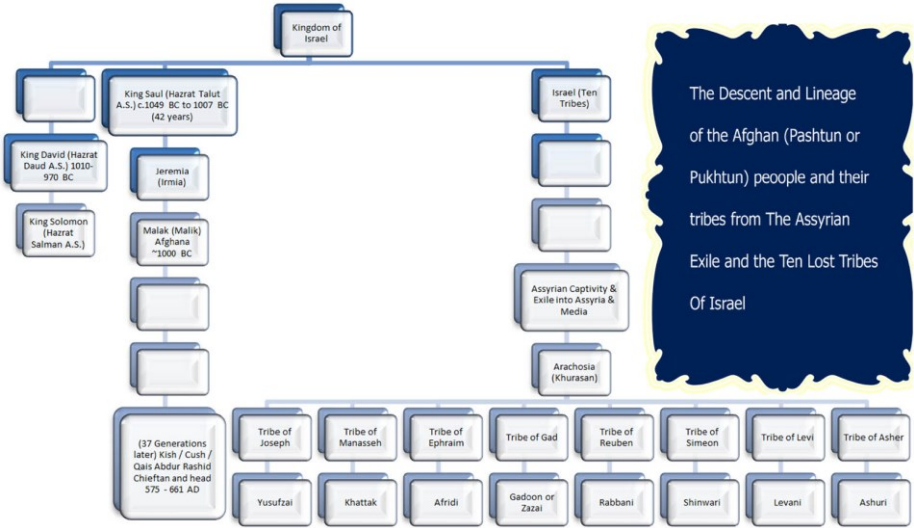 Kingdom of
Israel
King Saul (Hazrat Talut
A.S.) c.1049 BC to 1007 BC
(42 years)
Israel (Ten
Tribes)
King David (Hazrat
Daud A.S.) 1010-
970 BC
Jeremia
(Irmia)
King Solomon
(Hazrat
Salman A.S.)
Malak (Malik)
Afghana
~1000 BC
Assyrian Captivity &
Exile into Assyria &
Media
Arachosia
(Khurasan)
(37 Generations
later) Kish / Cush /
Qais Abdur Rashid
Chieftan and head
575 - 661 AD
Tribe of
Joseph
Tribe of
Manasseh
Tribe of
Ephraim
Tribe of Gad
Tribe of
Reuben
Tribe of
Simeon
Tribe of Levi
Tribe of Asher
Yusufzai
Khattak
Afridi
Gadoon or
Zazai
Rabbani
Shinwari
Levani
Ashuri
The Descent and Lineage
of the Afghan (Pashtun or
Pukhtun) peoople and their
tribes from The Assyrian
Exile and the Ten Lost Tribes
Of Israel